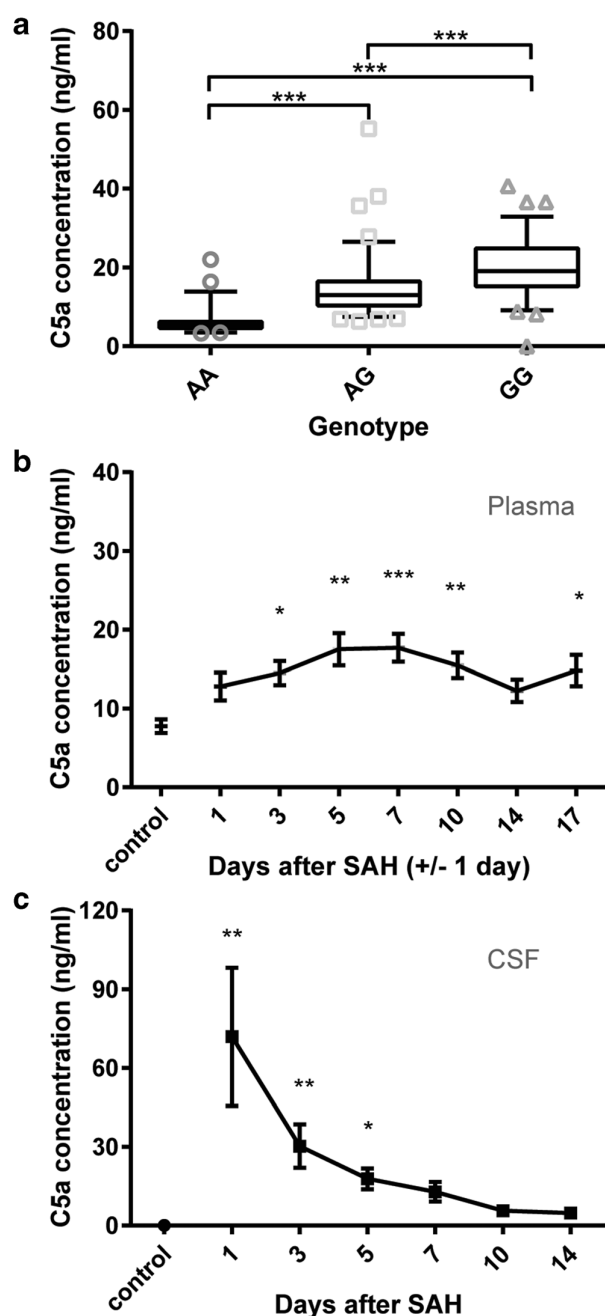 a
C5a concentration (ng/ml)
80
60
40
20
0
***
***
***
AA
AG
GG
Genotype
b
C5a concentration (ng/ml)
40
30
20
10
0
Plasma
*
**
***
**
*
control
1
3
5
7
10
14
17
Days after SAH (+/- 1 day)
c
C5a concentration (ng/ml)
120
90
60
30
0
CSF
**
**
*
control
1
3
5
7
10
14
Days after SAH